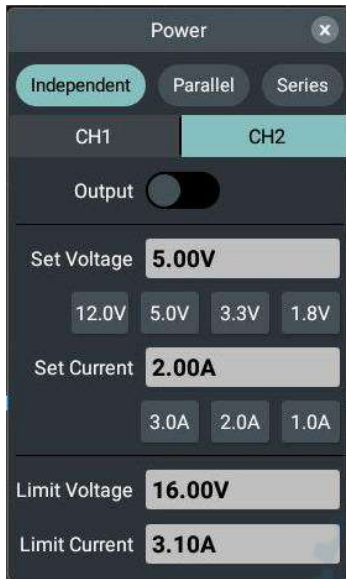 Power
Independent Parallel Series
CH1 CH2
Output
Set Voltage 5.00V
12.0V 5.0V 3.3V 1.8V
Set Current 2.00A
3.0A 2.0A 1.0A
Limit Voltage 16.00V
Limit Current 3.10A